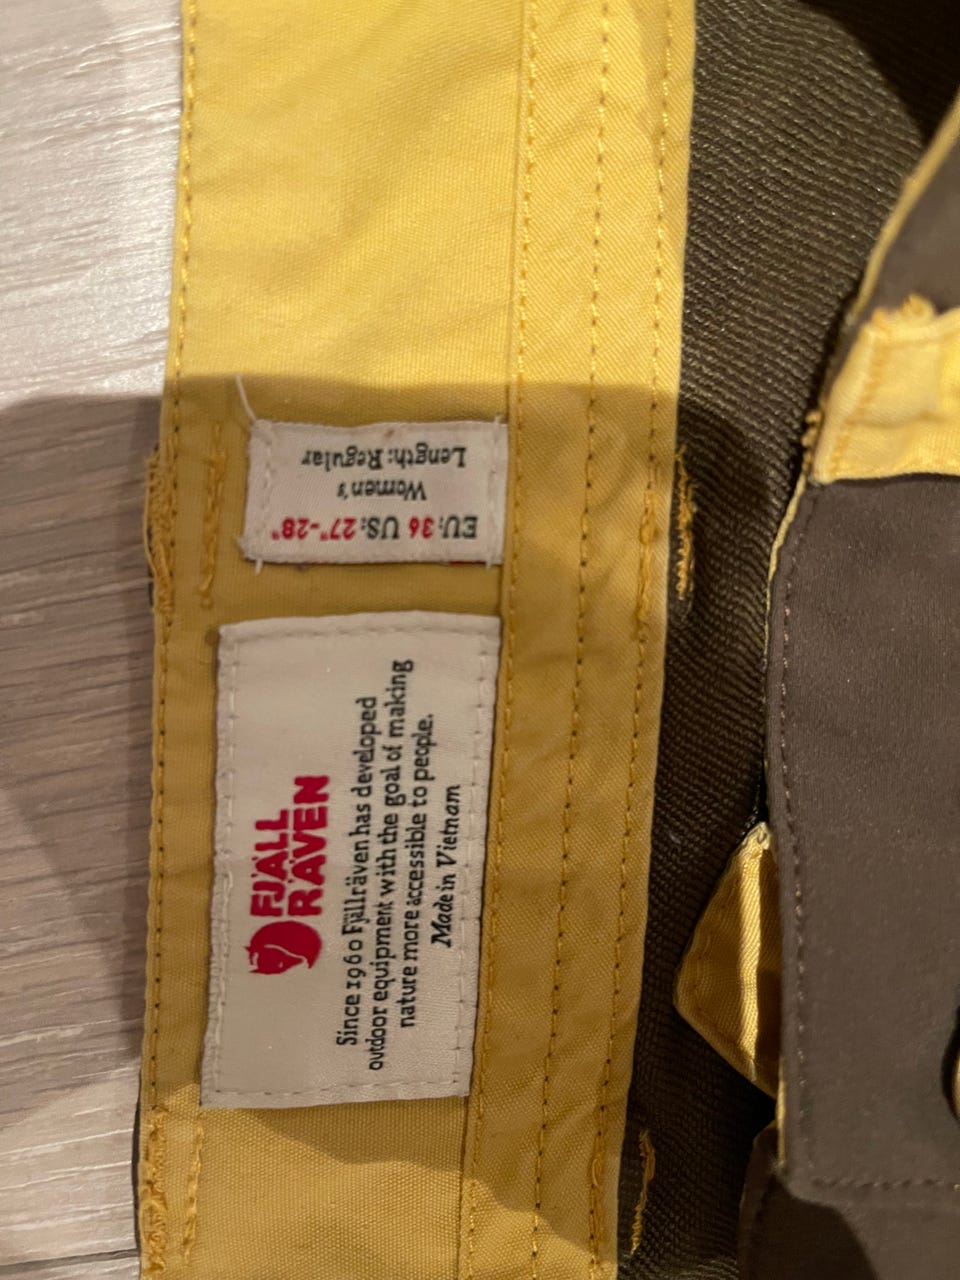 EU: 36 US: 27"-28"
Women's
Length: Regular
FJÄLL
RÄVEN
Since 1960 Fjällräven has developed
outdoor equipment with the goal of making
nature more accessible to people.
Made in Vietnam